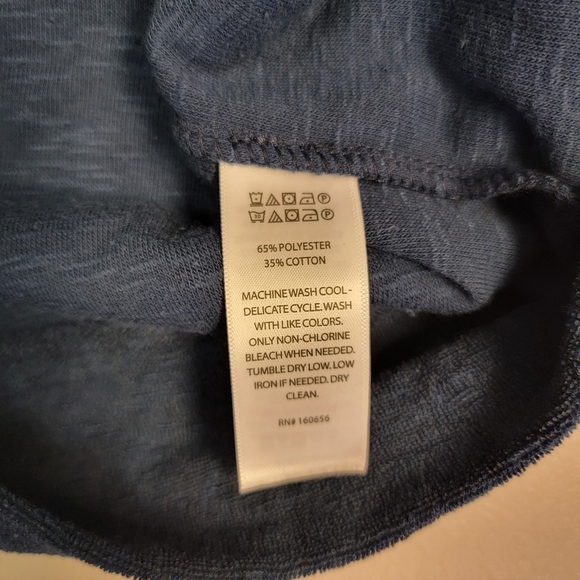 65% POLYESTER
35% COTTON
MACHINE WASH COOL -
DELICATE CYCLE. WASH
WITH LIKE COLORS.
ONLY NON-CHLORINE
BLEACH WHEN NEEDED.
TUMBLE DRY LOW. LOW
IRON IF NEEDED. DRY
CLEAN.
RN# 160656